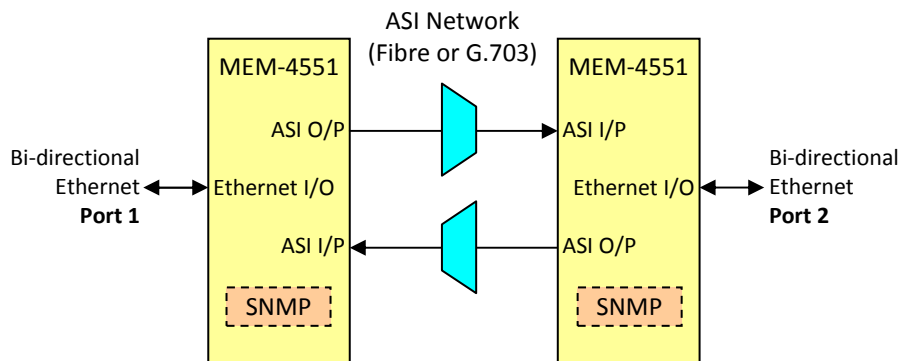 ASI Network
(Fibre or G.703)
MEM-4551
MEM-4551
ASI O/P
ASI I/P
Bi-directional
Ethernet
Port 1
Ethernet I/O
Ethernet I/O
Bi-directional
Ethernet
Port 2
ASI I/P
ASI O/P
SNMP
SNMP